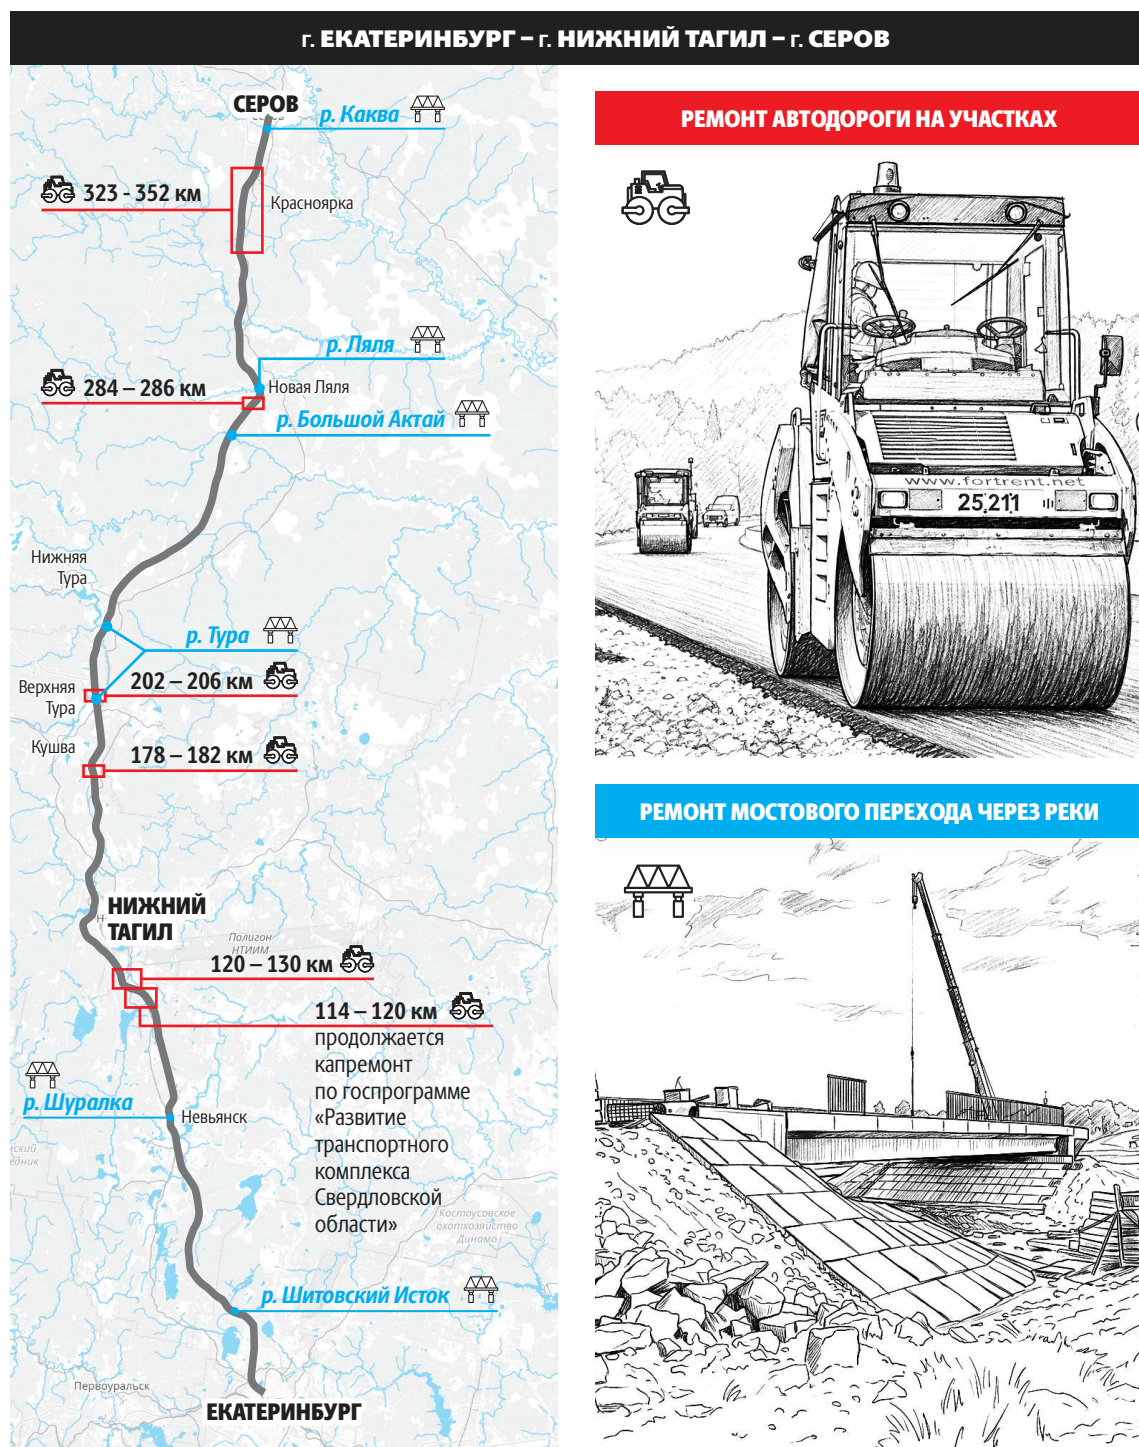 г. ЕКАТЕРИНБУРГ – г. НИЖНИЙ ТАГИЛ – г. СЕРОВ
СЕРОВ
р. Каква
323 - 352 км
Красноярка
р. Ляля
284 – 286 км
Новая Ляля
р. Большой Актай
Нижняя
Тура
р. Тура
202 – 206 км
Верхняя
Тура
Кушва
178 – 182 км
НИЖНИЙ
ТАГИЛ
Полигон
НТИИМ
120 – 130 км
114 – 120 км
продолжается
капремонт
по госпрограмме
«Развитие
транспортного
комплекса
Свердловской
области»
р. Шуралка
Невьянск
Костоусовское
охотхозяйство
Динамо
р. Шитовский Исток
Первоуральск
ЕКАТЕРИНБУРГ
РЕМОНТ АВТОДОРОГИ НА УЧАСТКАХ
www.fortrent.net
25.211
РЕМОНТ МОСТОВОГО ПЕРЕХОДА ЧЕРЕЗ РЕКИ